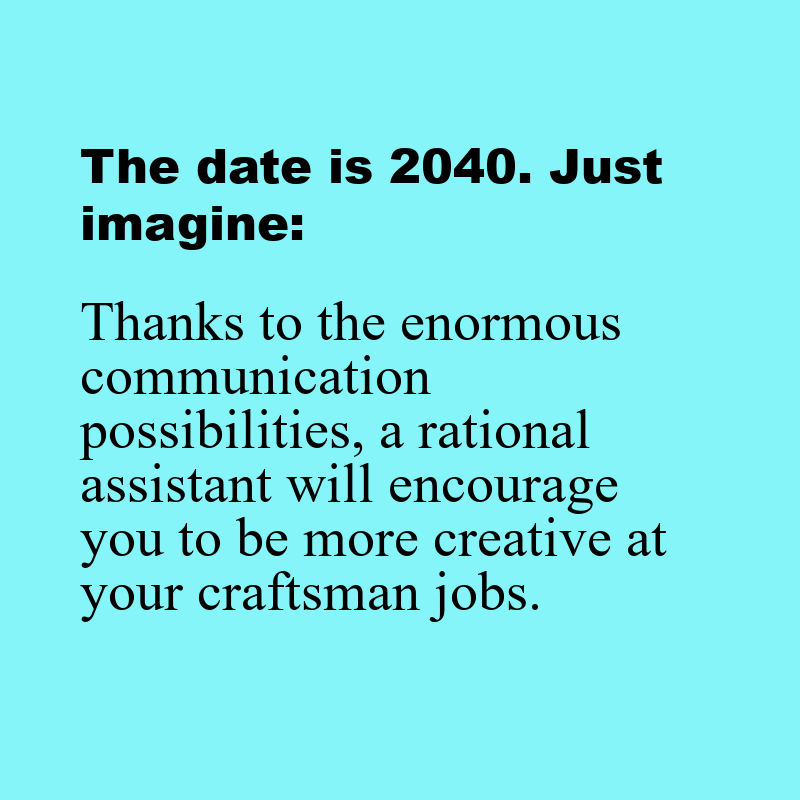 The date is 2040. Just
imagine:
Thanks to the enormous
communication
possibilities, a rational
assistant will encourage
you to be more creative at
your craftsman jobs.